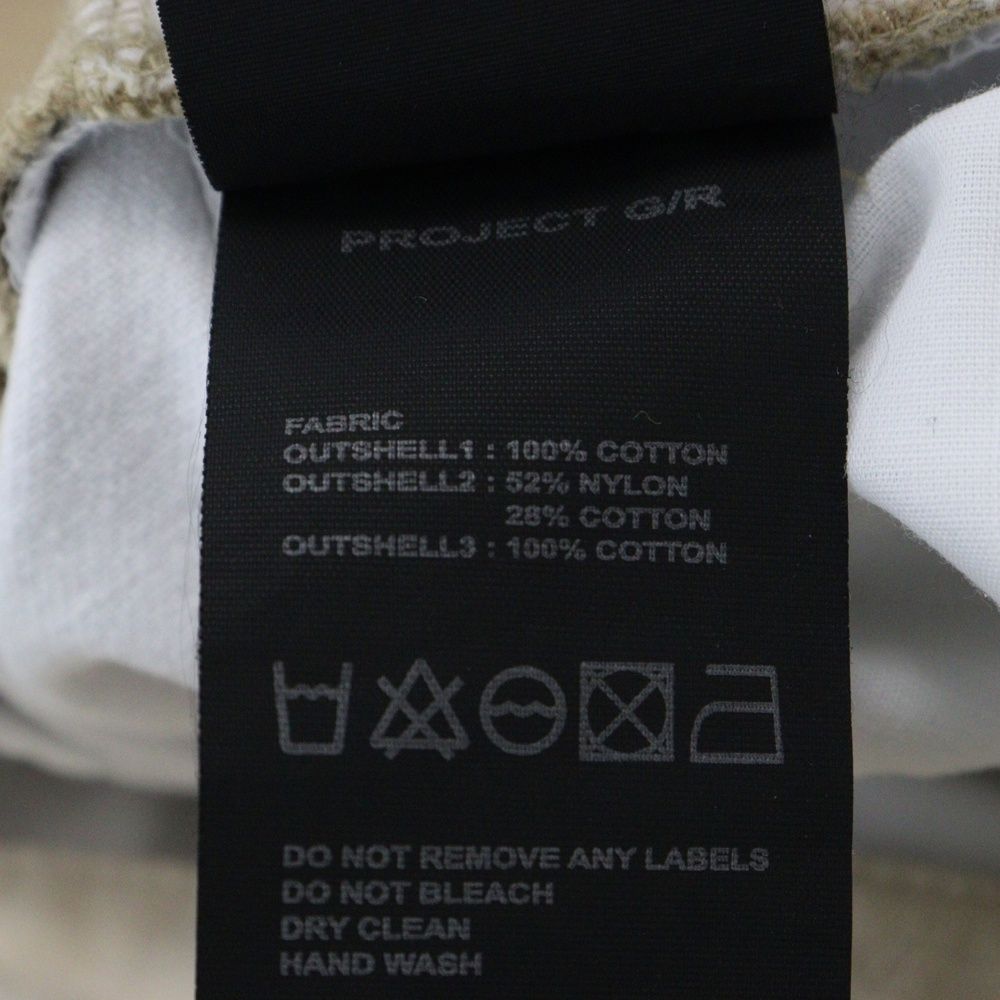 PROJECT G/R
FABRIC
OUTSHELL1 : 100% COTTON
OUTSHELL2 : 52% NYLON
28% COTTON
OUTSHELL3 : 100% COTTON
DO NOT REMOVE ANY LABELS
DO NOT BLEACH
DRY CLEAN
HAND WASH